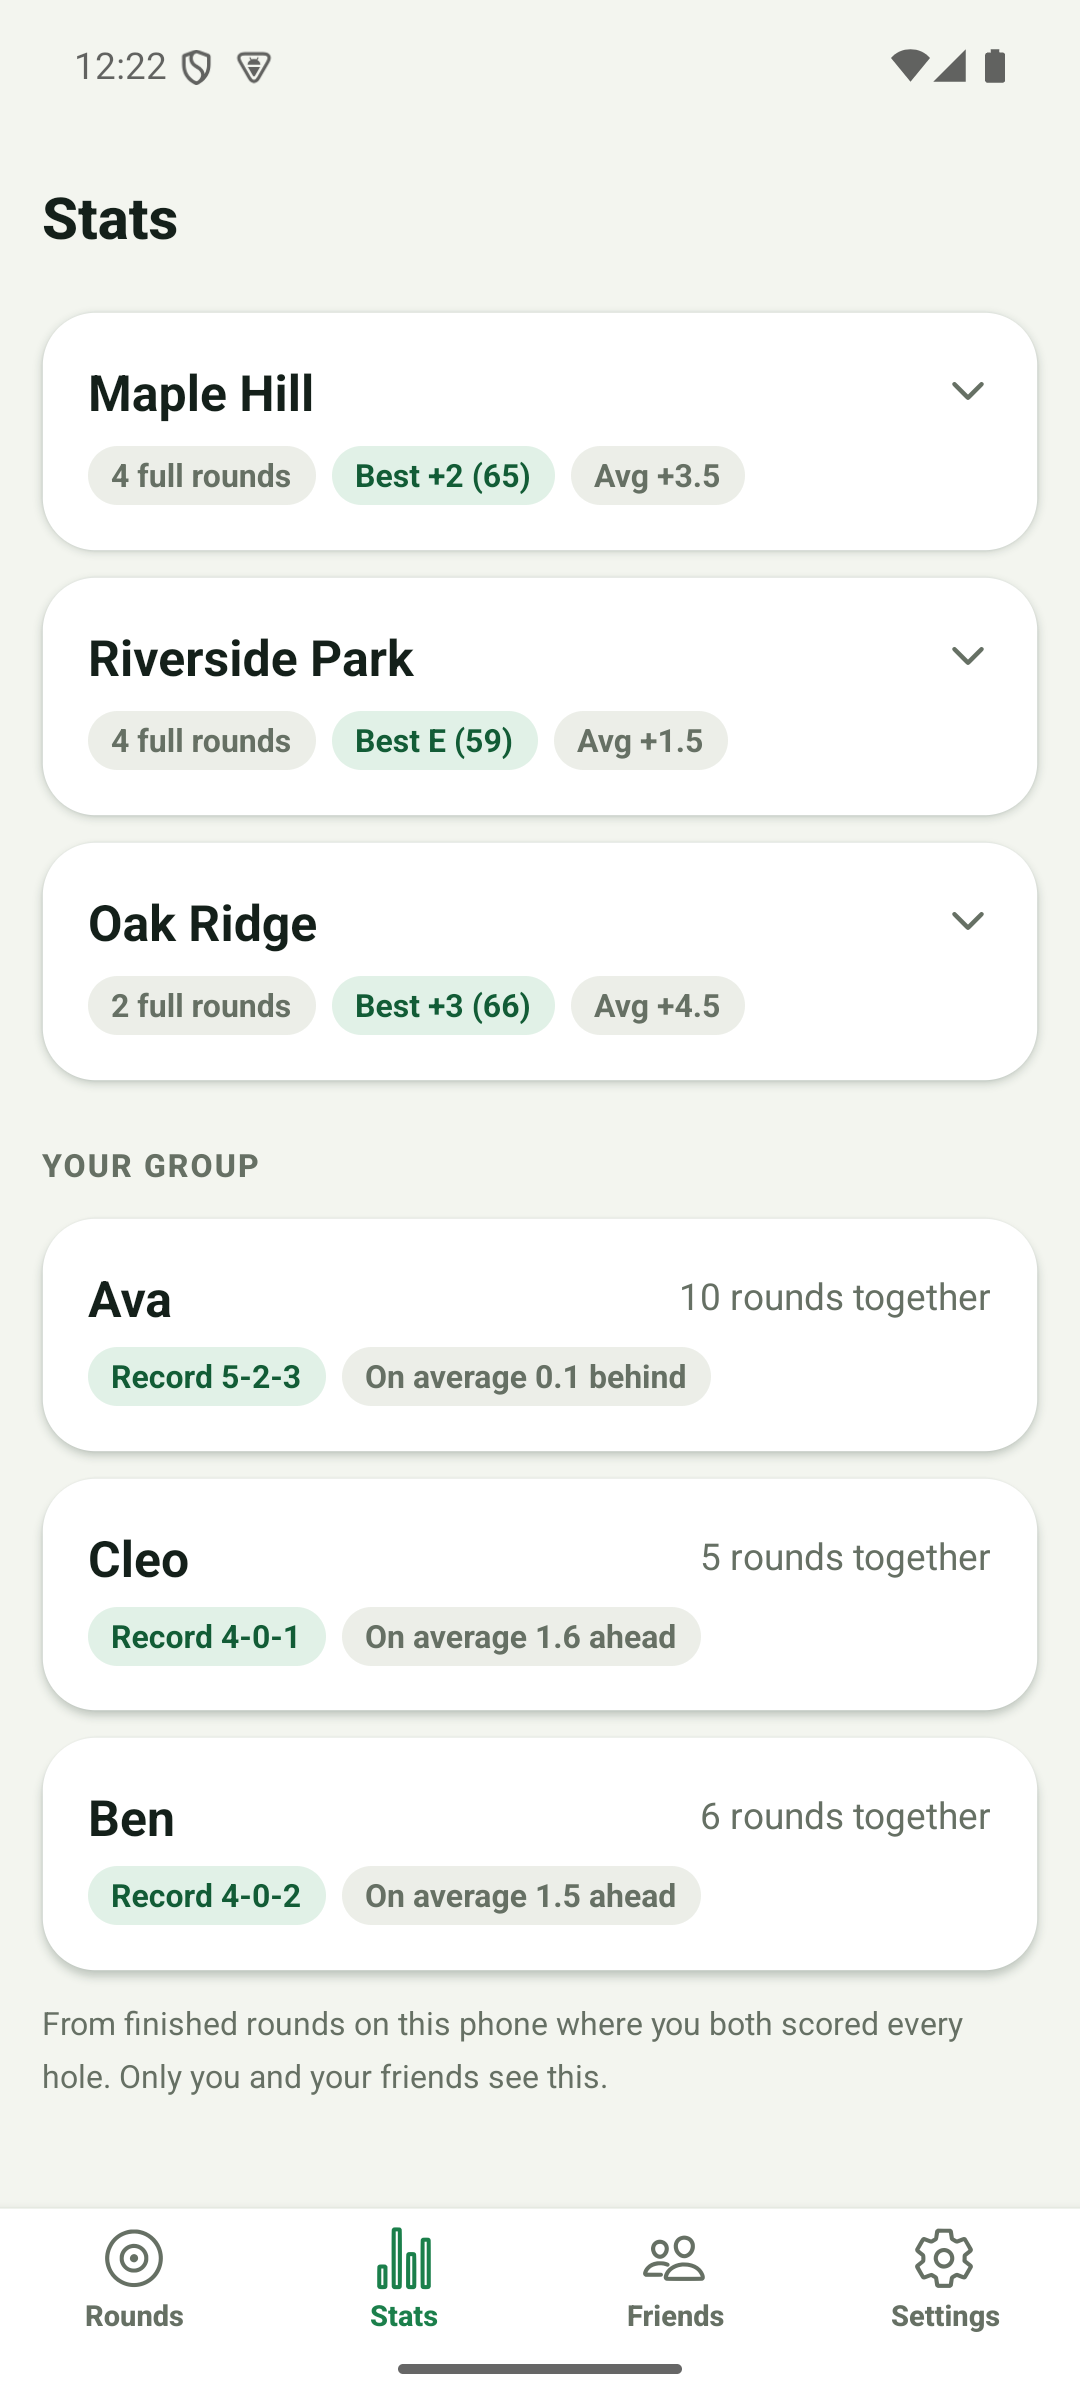 12:22
Stats
Maple Hill
4 full rounds
Best +2 (65)
Avg +3.5
Riverside Park
4 full rounds
Best E (59)
Avg +1.5
Oak Ridge
2 full rounds
Best +3 (66)
Avg +4.5
YOUR GROUP
Ava
10 rounds together
Record 5-2-3
On average 0.1 behind
Cleo
5 rounds together
Record 4-0-1
On average 1.6 ahead
Ben
6 rounds together
Record 4-0-2
On average 1.5 ahead
From finished rounds on this phone where you both scored every
hole. Only you and your friends see this.
Rounds
Stats
Friends
Settings